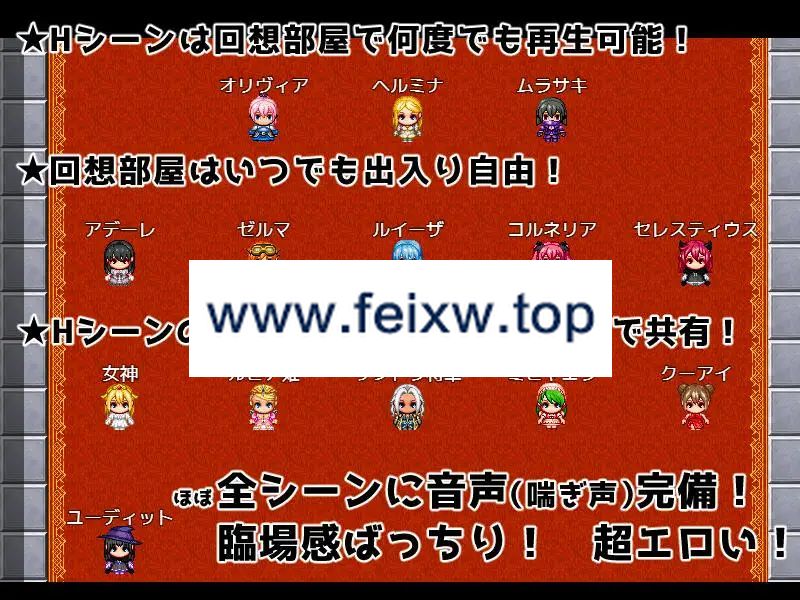 ★Hシーンは回想部屋で何度でも再生可能！
オリヴィア ヘルミナ ムラサキ
★回想部屋はいつでも出入り自由！
アデーレ ゼルマ ルイーザ コルネリア セレスティウス
www.feixw.top
★Hシーンの で共有！
女神 クーアイ
ほぼ全シーンに音声(喘ぎ声)完備！
ユーディット
臨場感ばっちり！ 超エロい！